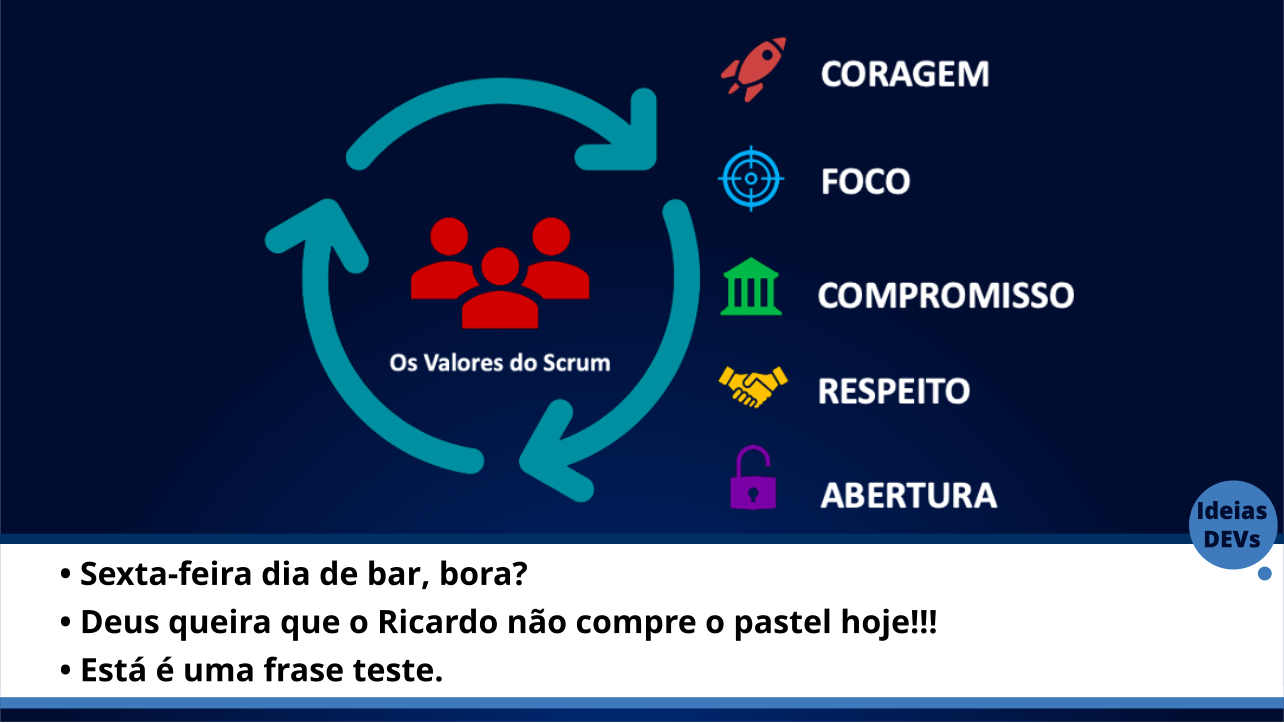 CORAGEM
FOCO
COMPROMISSO
RESPEITO
ABERTURA
Os Valores do Scrum
Ideias
DEVs
• Sexta-feira dia de bar, bora?
• Deus queira que o Ricardo não compre o pastel hoje!!!
• Está é uma frase teste.